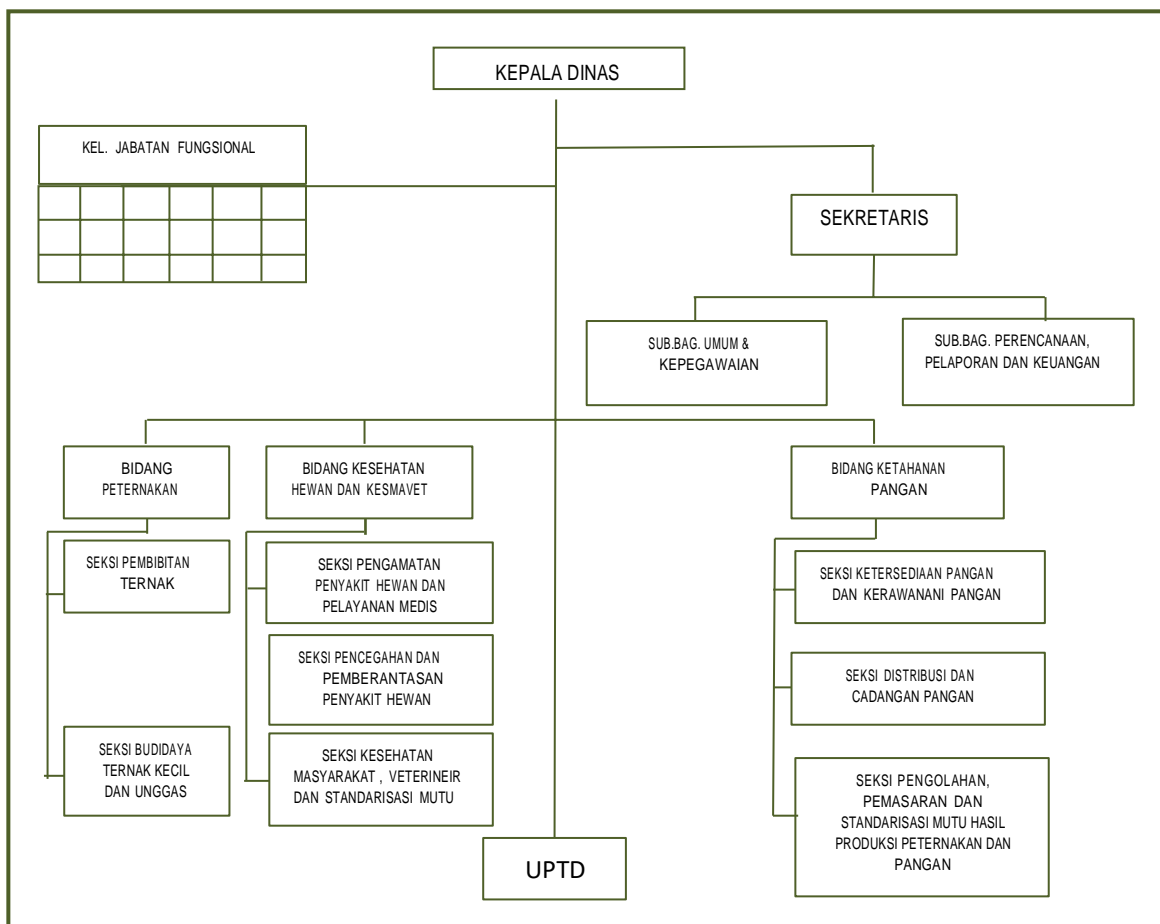 KEPALA DINAS
KEL. JABATAN FUNGSIONAL
SEKRETARIS
SUB.BAG. UMUM &
KEPEGAWAIAN
SUB.BAG. PERENCANAAN,
PELAPORAN DAN KEUANGAN
BIDANG
PETERNAKAN
BIDANG KESEHATAN
HEWAN DAN KESMAVET
BIDANG KETAHANAN
PANGAN
SEKSI PEMBIBITAN
TERNAK
SEKSI BUDIDAYA
TERNAK KECIL
DAN UNGGAS
SEKSI PENGAMATAN
PENYAKIT HEWAN DAN
PELAYANAN MEDIS
SEKSI PENCEGAHAN DAN
PEMBERANTASAN
PENYAKIT HEWAN
SEKSI KESEHATAN
MASYARAKAT , VETERINEIR
DAN STANDARISASI MUTU
SEKSI KETERSEDIAAN PANGAN
DAN KERAWANANI PANGAN
SEKSI DISTRIBUSI DAN
CADANGAN PANGAN
SEKSI PENGOLAHAN,
PEMASARAN DAN
STANDARISASI MUTU HASIL
PRODUKSI PETERNAKAN DAN
PANGAN
UPTD